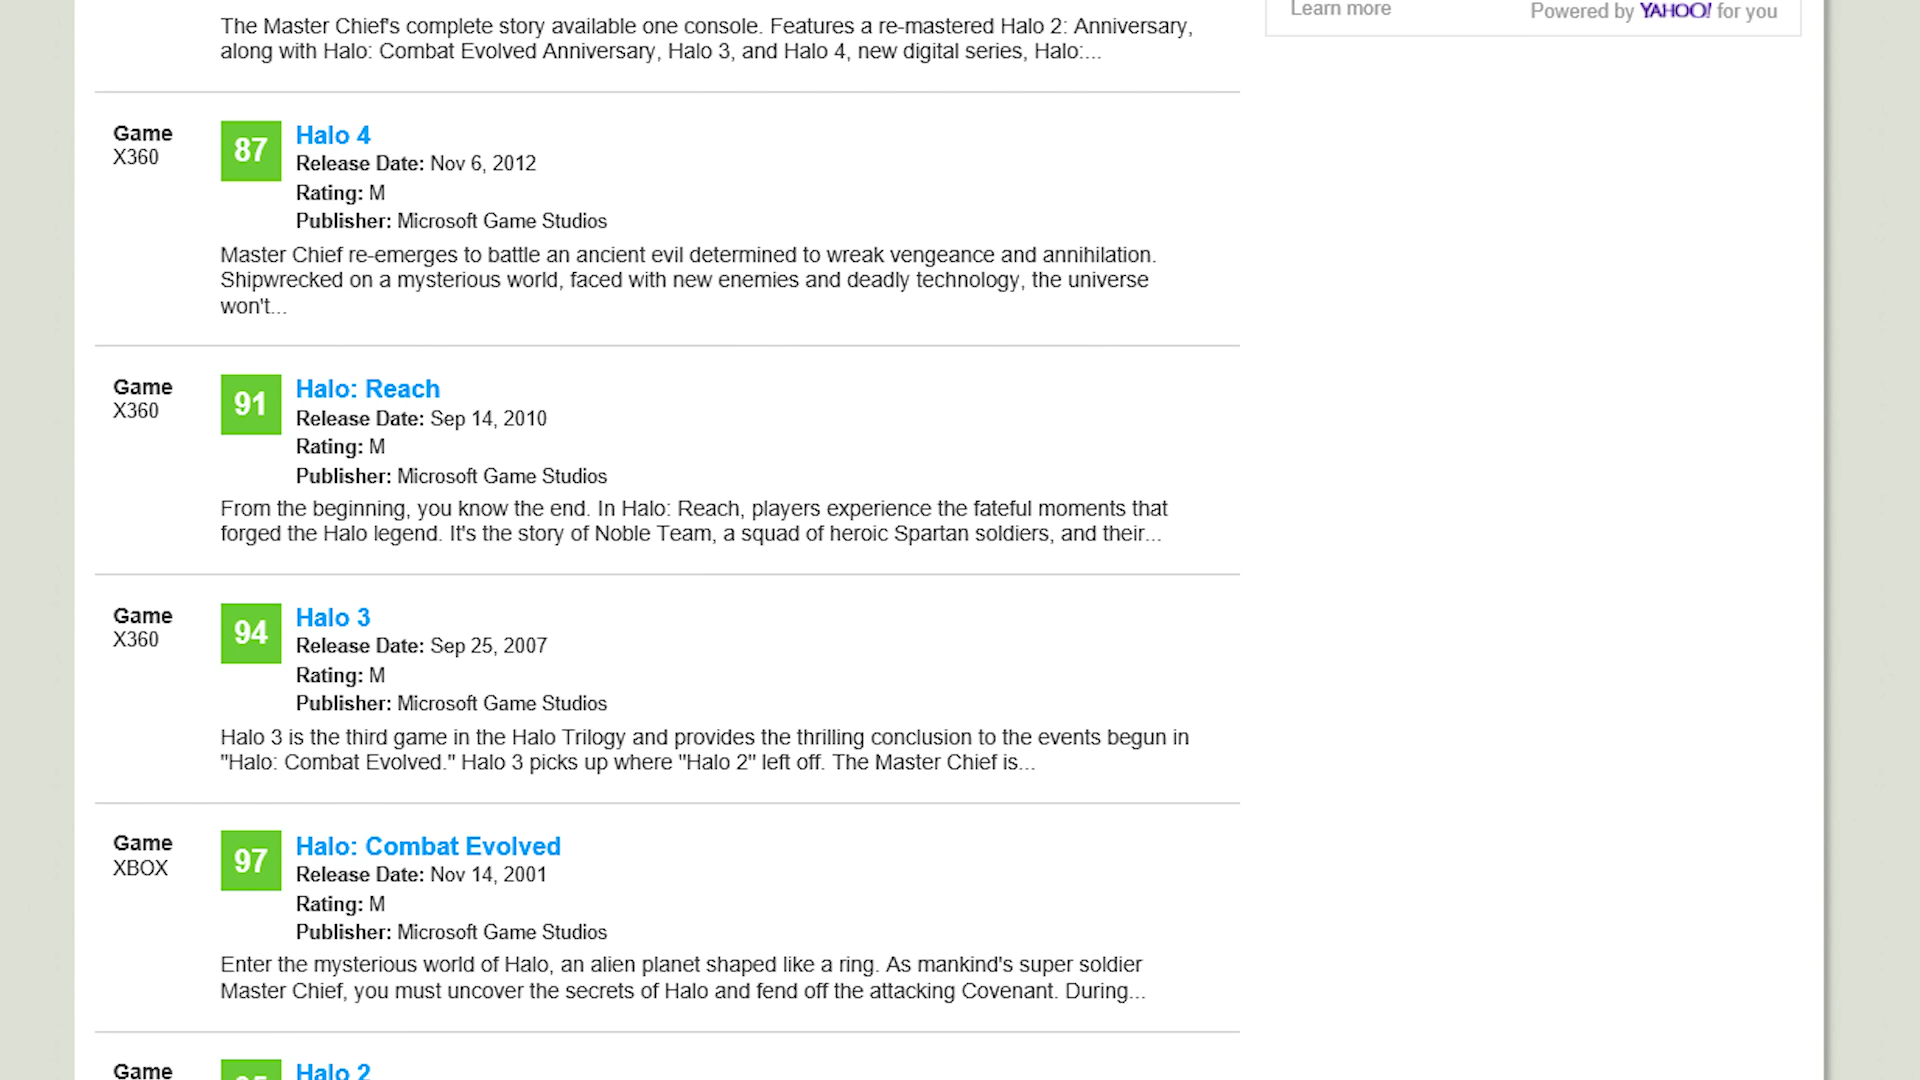 Learn more
Powered by YAHOO! for you
The Master Chief's complete story available one console. Features a re-mastered Halo 2: Anniversary,
along with Halo: Combat Evolved Anniversary, Halo 3, and Halo 4, new digital series, Halo:...
Game
X360
87
Halo 4
Release Date: Nov 6, 2012
Rating: M
Publisher: Microsoft Game Studios
Master Chief re-emerges to battle an ancient evil determined to wreak vengeance and annihilation.
Shipwrecked on a mysterious world, faced with new enemies and deadly technology, the universe
won't...
Game
X360
91
Halo: Reach
Release Date: Sep 14, 2010
Rating: M
Publisher: Microsoft Game Studios
From the beginning, you know the end. In Halo: Reach, players experience the fateful moments that
forged the Halo legend. It's the story of Noble Team, a squad of heroic Spartan soldiers, and their...
Game
X360
94
Halo 3
Release Date: Sep 25, 2007
Rating: M
Publisher: Microsoft Game Studios
Halo 3 is the third game in the Halo Trilogy and provides the thrilling conclusion to the events begun in
"Halo: Combat Evolved." Halo 3 picks up where "Halo 2" left off. The Master Chief is...
Game
XBOX
97
Halo: Combat Evolved
Release Date: Nov 14, 2001
Rating: M
Publisher: Microsoft Game Studios
Enter the mysterious world of Halo, an alien planet shaped like a ring. As mankind's super soldier
Master Chief, you must uncover the secrets of Halo and fend off the attacking Covenant. During...
Game
Halo 2